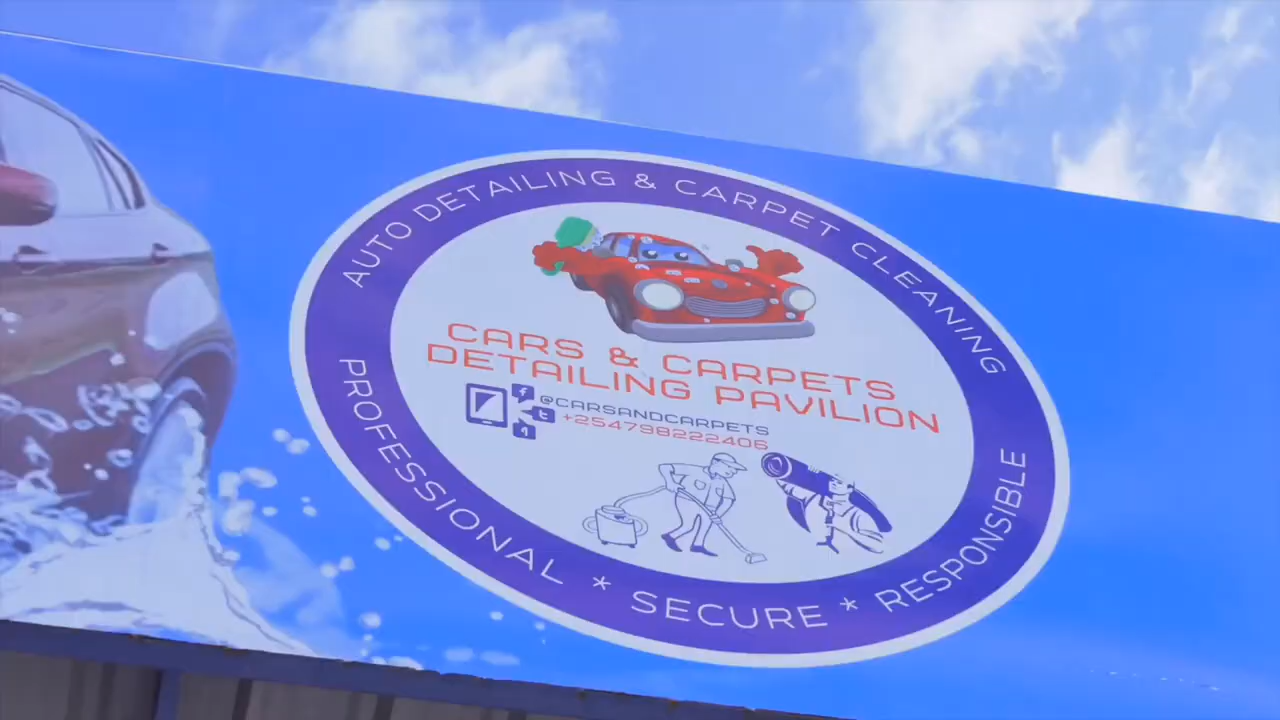 AUTO DETAILING & CARPET CLEANING
CARS & CARPETS
DETAILING PAVILION
@CARSANDCARPETS
+254798222406
PROFESSIONAL * SECURE * RESPONSIBLE